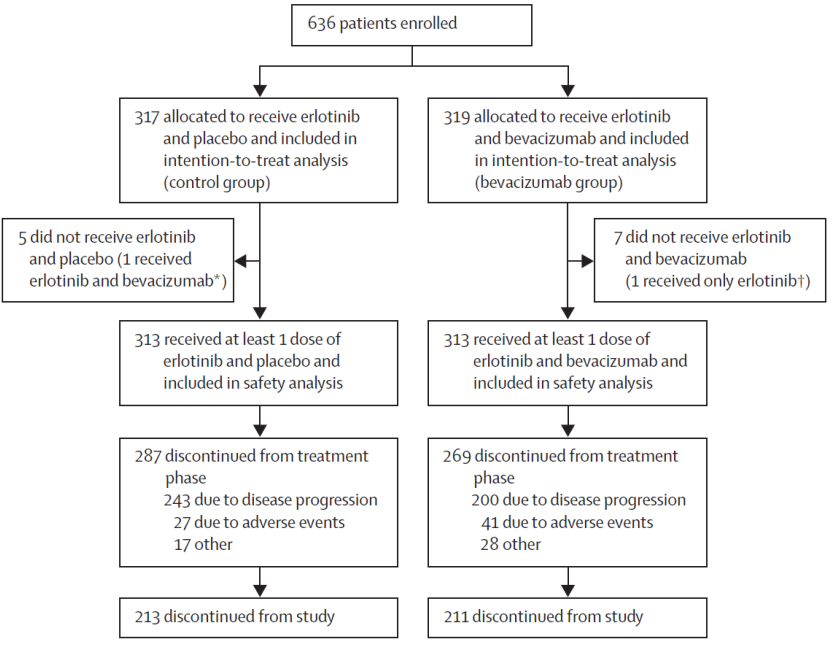 636 patients enrolled
317 allocated to receive erlotinib
and placebo and included in
intention-to-treat analysis
(control group)
319 allocated to receive erlotinib
and bevacizumab and included
in intention-to-treat analysis
(bevacizumab group)
5 did not receive erlotinib
and placebo (1 received
erlotinib and bevacizumab*)
7 did not receive erlotinib
and bevacizumab
(1 received only erlotinib†)
313 received at least 1 dose of
erlotinib and placebo and
included in safety analysis
313 received at least 1 dose of
erlotinib and bevacizumab and
included in safety analysis
287 discontinued from treatment
phase
243 due to disease progression
27 due to adverse events
17 other
269 discontinued from treatment
phase
200 due to disease progression
41 due to adverse events
28 other
213 discontinued from study
211 discontinued from study